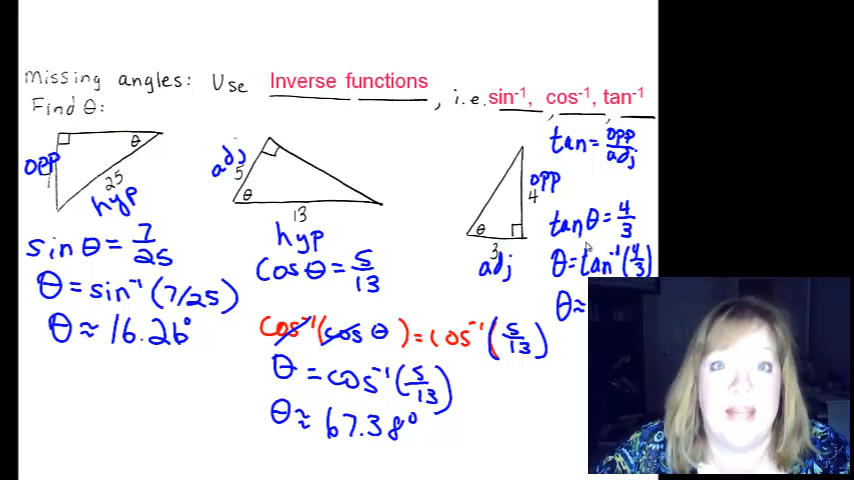 Missing angles: Use Inverse functions, i.e. sin⁻¹, cos⁻¹, tan⁻¹
Find θ:
opp
θ
25
hyp
sin θ = 7/25
θ = sin⁻¹ (7/25)
θ ≈ 16.26°
adj
5
θ
13
hyp
cos θ = 5/13
cos⁻¹(cos θ) = cos⁻¹(5/13)
θ = cos⁻¹(5/13)
θ ≈ 67.38°
tan = opp/adj
opp
4
θ
3
adj
tan θ = 4/3
θ = tan⁻¹(4/3)
θ ≈